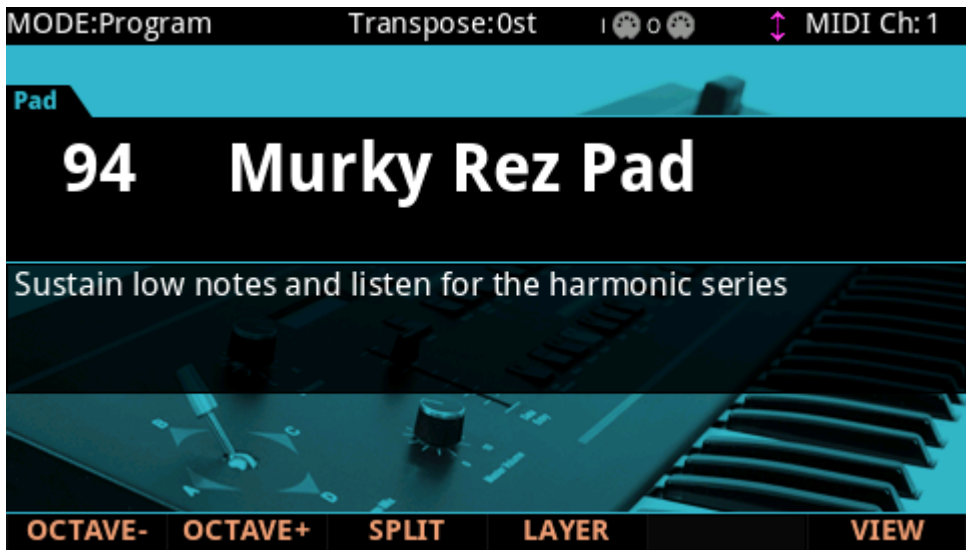 MODE:Program Transpose:0st I O MIDI Ch:1
Pad
94 Murky Rez Pad
Sustain low notes and listen for the harmonic series
B C
A D
OCTAVE- OCTAVE+ SPLIT LAYER VIEW